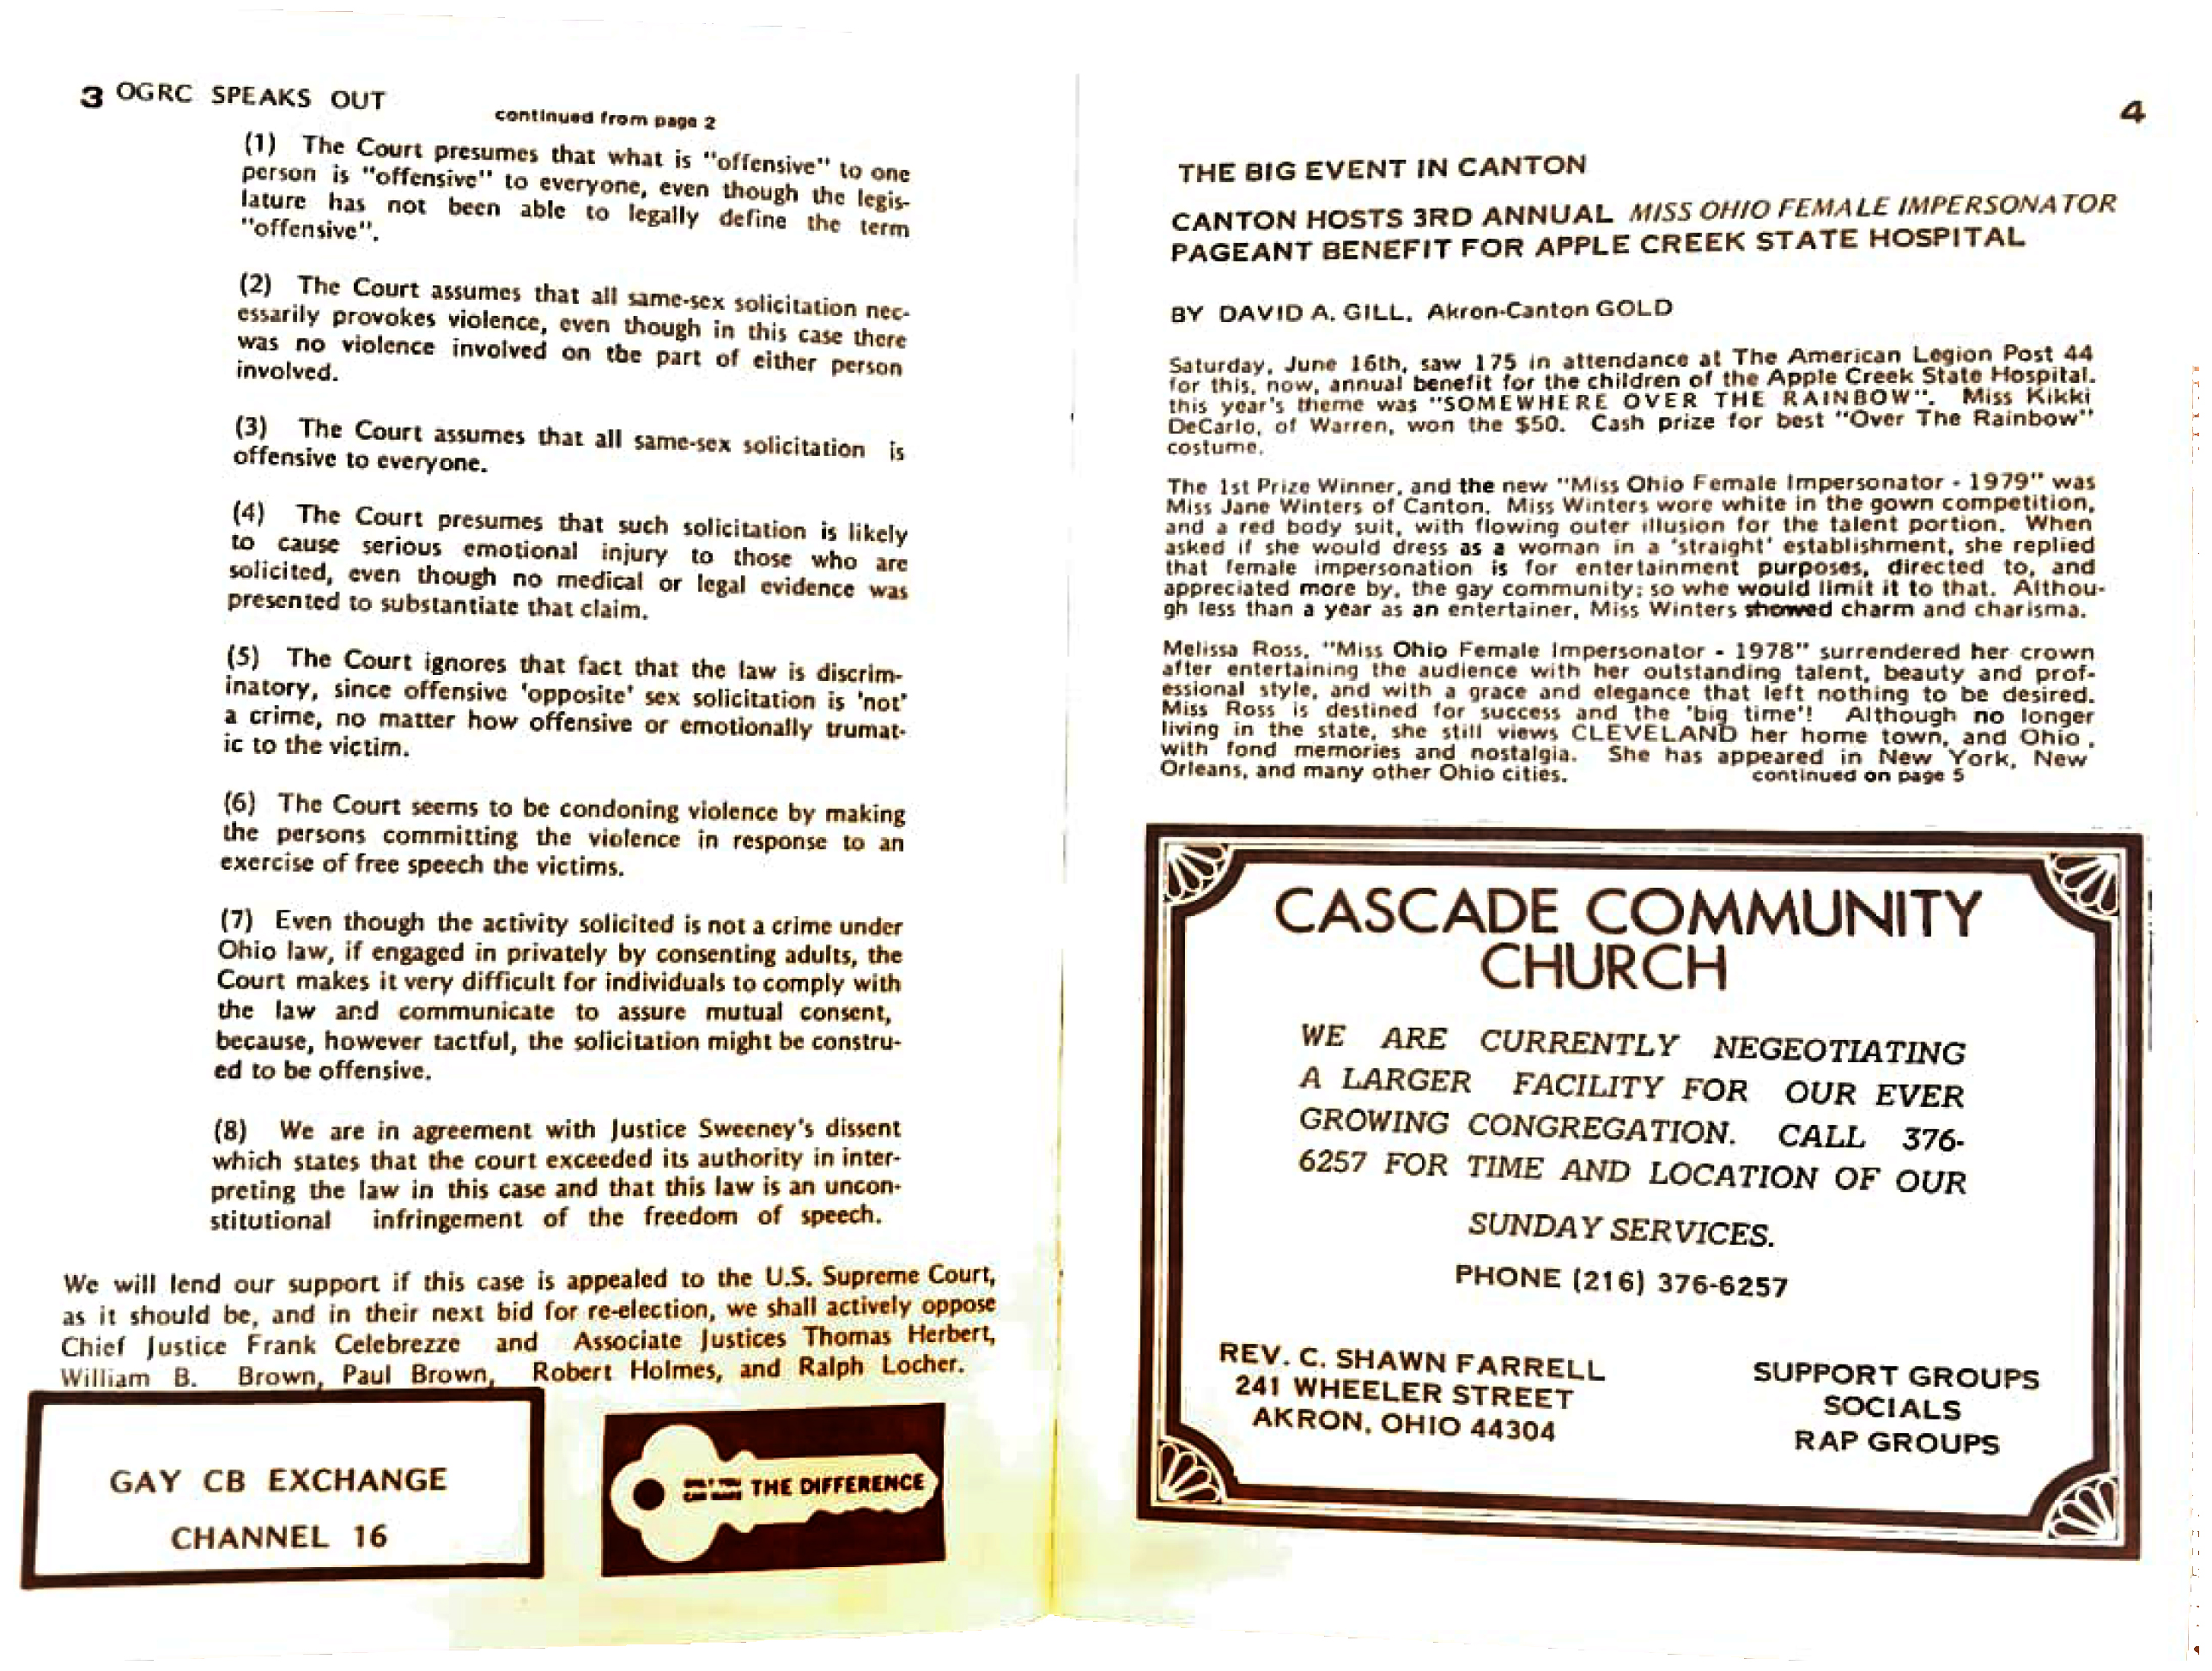 3 OGRC SPEAKS OUT
continued from page 2
(1) The Court presumes that what is "offensive" to one
person is "offensive" to everyone, even though the legis-
lature has not been able to legally define the term
"offensive".
(2) The Court assumes that all same-sex solicitation nec-
essarily provokes violence, even though in this case there
was no violence involved on the part of either person
involved.
(3) The Court assumes that all same-sex solicitation is
offensive to everyone.
(4) The Court presumes that such solicitation is likely
to cause serious emotional injury to those who are
solicited, even though no medical or legal evidence was
presented to substantiate that claim.
(5) The Court ignores that fact that the law is discrim-
inatory, since offensive 'opposite' sex solicitation is 'not'
a crime, no matter how offensive or emotionally trumat-
ic to the victim.
(6) The Court seems to be condoning violence by making
the persons committing the violence in response to an
exercise of free speech the victims.
(7) Even though the activity solicited is not a crime under
Ohio law, if engaged in privately by consenting adults, the
Court makes it very difficult for individuals to comply with
the law and communicate to assure mutual consent,
because, however tactful, the solicitation might be constru-
ed to be offensive.
(8) We are in agreement with Justice Sweeney's dissent
which states that the court exceeded its authority in inter-
preting the law in this case and that this law is an uncon-
stitutional infringement of the freedom of speech.
We will lend our support if this case is appealed to the U.S. Supreme Court,
as it should be, and in their next bid for re-election, we shall actively oppose
Chief Justice Frank Celebrezze and Associate Justices Thomas Herbert,
William B. Brown, Paul Brown, Robert Holmes, and Ralph Locher.
GAY CB EXCHANGE
CHANNEL 16
THE DIFFERENCE
4
THE BIG EVENT IN CANTON
CANTON HOSTS 3RD ANNUAL MISS OHIO FEMALE IMPERSONATOR
PAGEANT BENEFIT FOR APPLE CREEK STATE HOSPITAL
BY DAVID A. GILL, Akron-Canton GOLD
Saturday, June 16th, saw 175 in attendance at The American Legion Post 44
for this, now, annual benefit for the children of the Apple Creek State Hospital.
this year's theme was "SOMEWHERE OVER THE RAINBOW". Miss Kikki
DeCarlo, of Warren, won the $50. Cash prize for best "Over The Rainbow"
costume.
The 1st Prize Winner, and the new "Miss Ohio Female Impersonator - 1979" was
Miss Jane Winters of Canton. Miss Winters wore white in the gown competition,
and a red body suit, with flowing outer illusion for the talent portion. When
asked if she would dress as a woman in a 'straight' establishment, she replied
that female impersonation is for entertainment purposes, directed to, and
appreciated more by, the gay community; so whe would limit it to that. Althou-
gh less than a year as an entertainer, Miss Winters showed charm and charisma.
Melissa Ross, "Miss Ohio Female Impersonator - 1978" surrendered her crown
after entertaining the audience with her outstanding talent, beauty and prof-
essional style, and with a grace and elegance that left nothing to be desired.
Miss Ross is destined for success and the 'big time'! Although no longer
living in the state, she still views CLEVELAND her home town, and Ohio,
with fond memories and nostalgia. She has appeared in New York, New
Orleans, and many other Ohio cities. continued on page 5
CASCADE COMMUNITY
CHURCH
WE ARE CURRENTLY NEGEOTIATING
A LARGER FACILITY FOR OUR EVER
GROWING CONGREGATION. CALL 376-
6257 FOR TIME AND LOCATION OF OUR
SUNDAY SERVICES.
PHONE (216) 376-6257
REV. C. SHAWN FARRELL
241 WHEELER STREET
AKRON, OHIO 44304
SUPPORT GROUPS
SOCIALS
RAP GROUPS